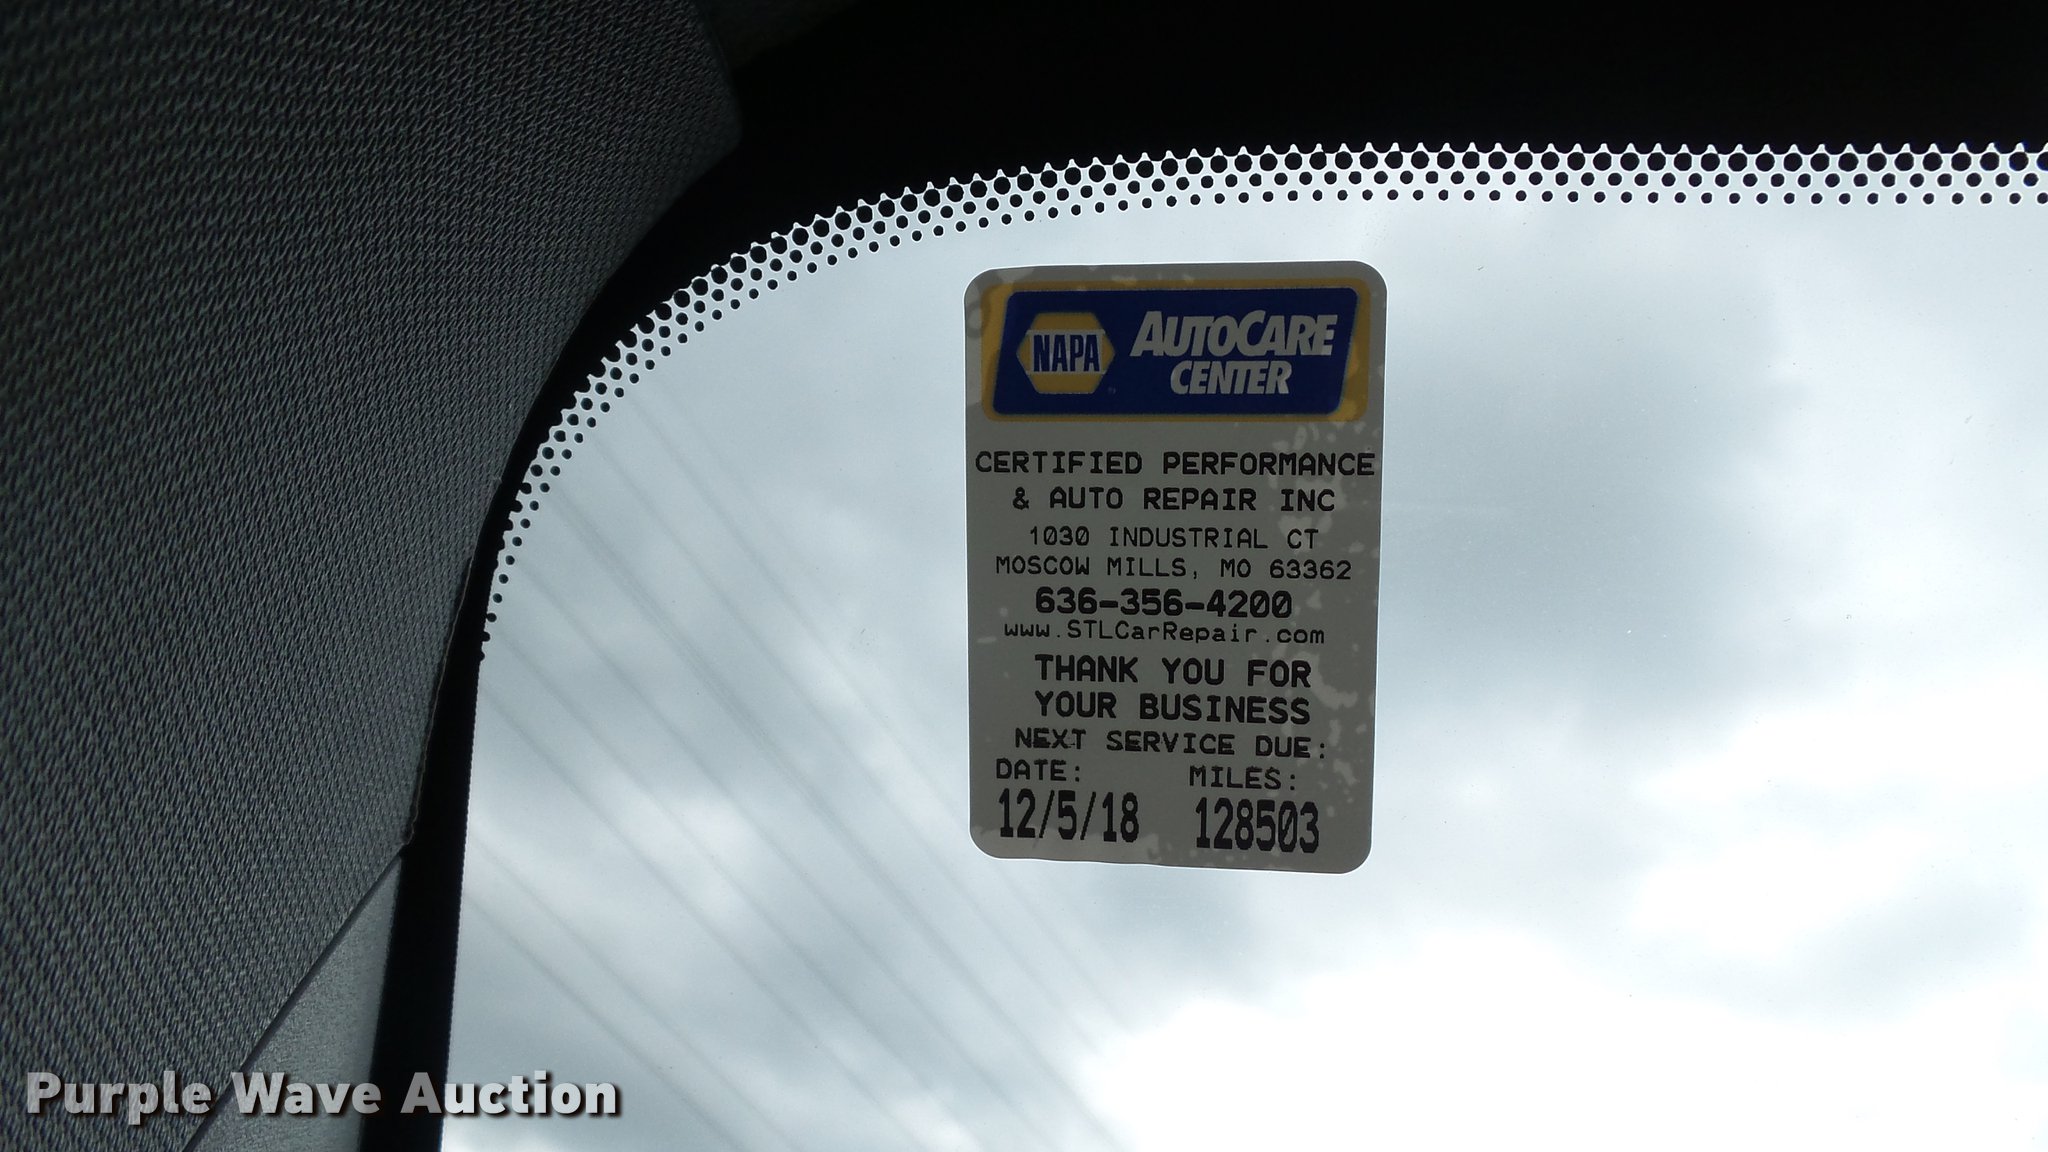 NAPA AUTOCARE
CENTER
CERTIFIED PERFORMANCE
& AUTO REPAIR INC
1030 INDUSTRIAL CT
MOSCOW MILLS, MO 63362
636-356-4200
www.STLCarRepair.com
THANK YOU FOR
YOUR BUSINESS
NEXT SERVICE DUE:
DATE: MILES:
12/5/18 128503
Purple Wave Auction